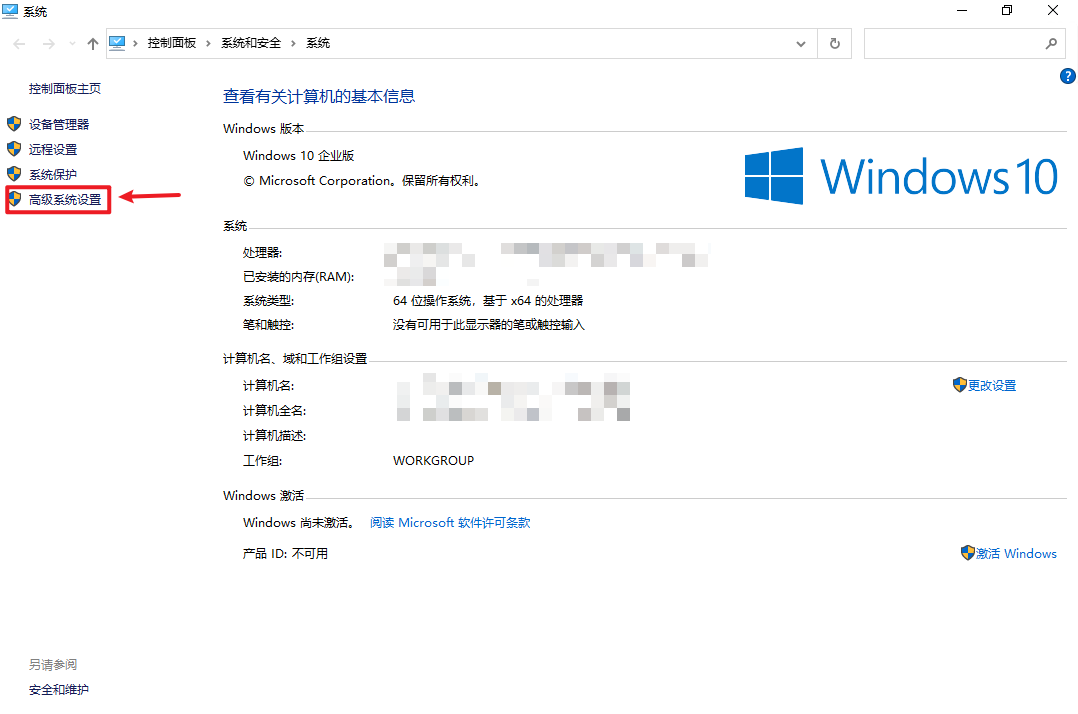 系统
控制面板 › 系统和安全 › 系统
控制面板主页
设备管理器
远程设置
系统保护
高级系统设置
查看有关计算机的基本信息
Windows 版本
Windows 10 企业版
© Microsoft Corporation。保留所有权利。
Windows 10
系统
处理器:
已安装的内存(RAM):
系统类型: 64 位操作系统，基于 x64 的处理器
笔和触控: 没有可用于此显示器的笔或触控输入
计算机名、域和工作组设置
计算机名: 更改设置
计算机全名:
计算机描述:
工作组: WORKGROUP
Windows 激活
Windows 尚未激活。 阅读 Microsoft 软件许可条款
产品 ID: 不可用 激活 Windows
另请参阅
安全和维护